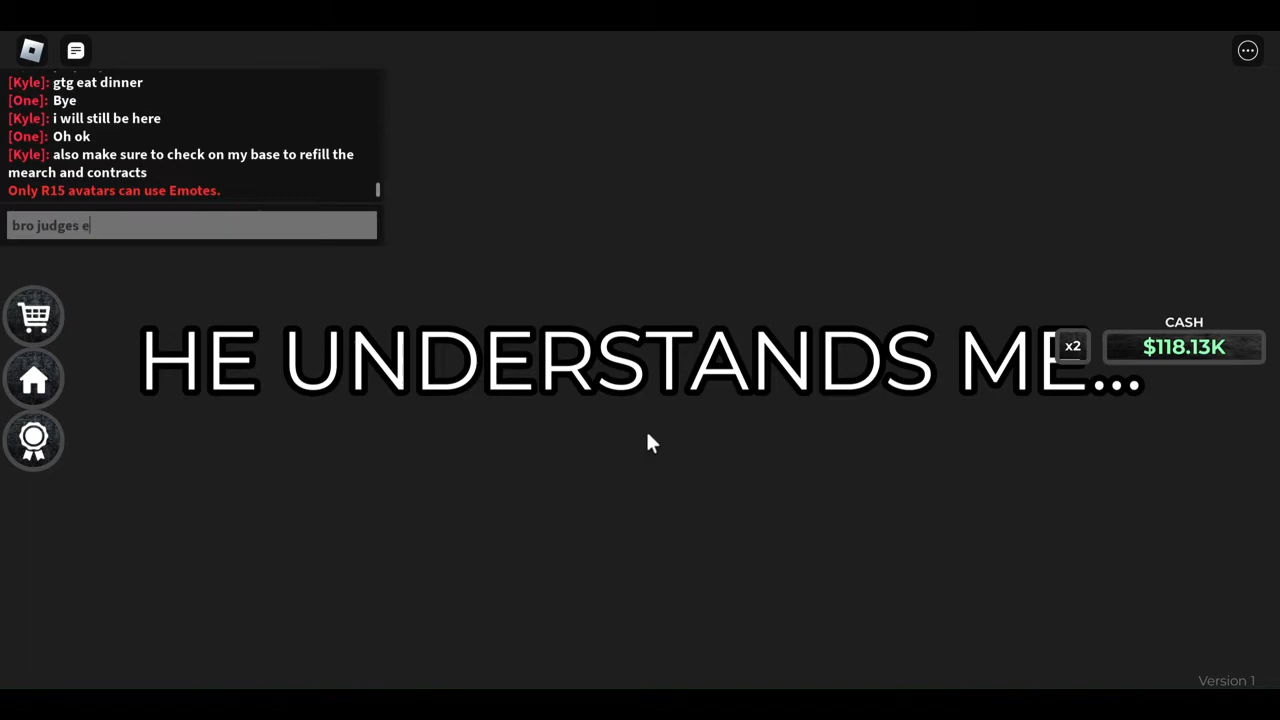 [Kyle]: gtg eat dinner
[One]: Bye
[Kyle]: i will still be here
[One]: Oh ok
[Kyle]: also make sure to check on my base to refill the
mearch and contracts
Only R15 avatars can use Emotes.
bro judges e
CASH
x2
$118.13K
HE UNDERSTANDS ME...
Version 1